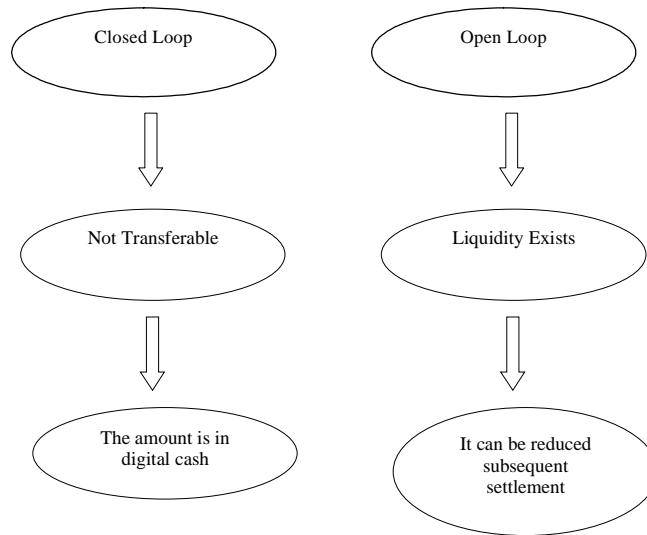 Closed Loop
Not Transferable
The amount is in
digital cash
Open Loop
Liquidity Exists
It can be reduced
subsequent
settlement